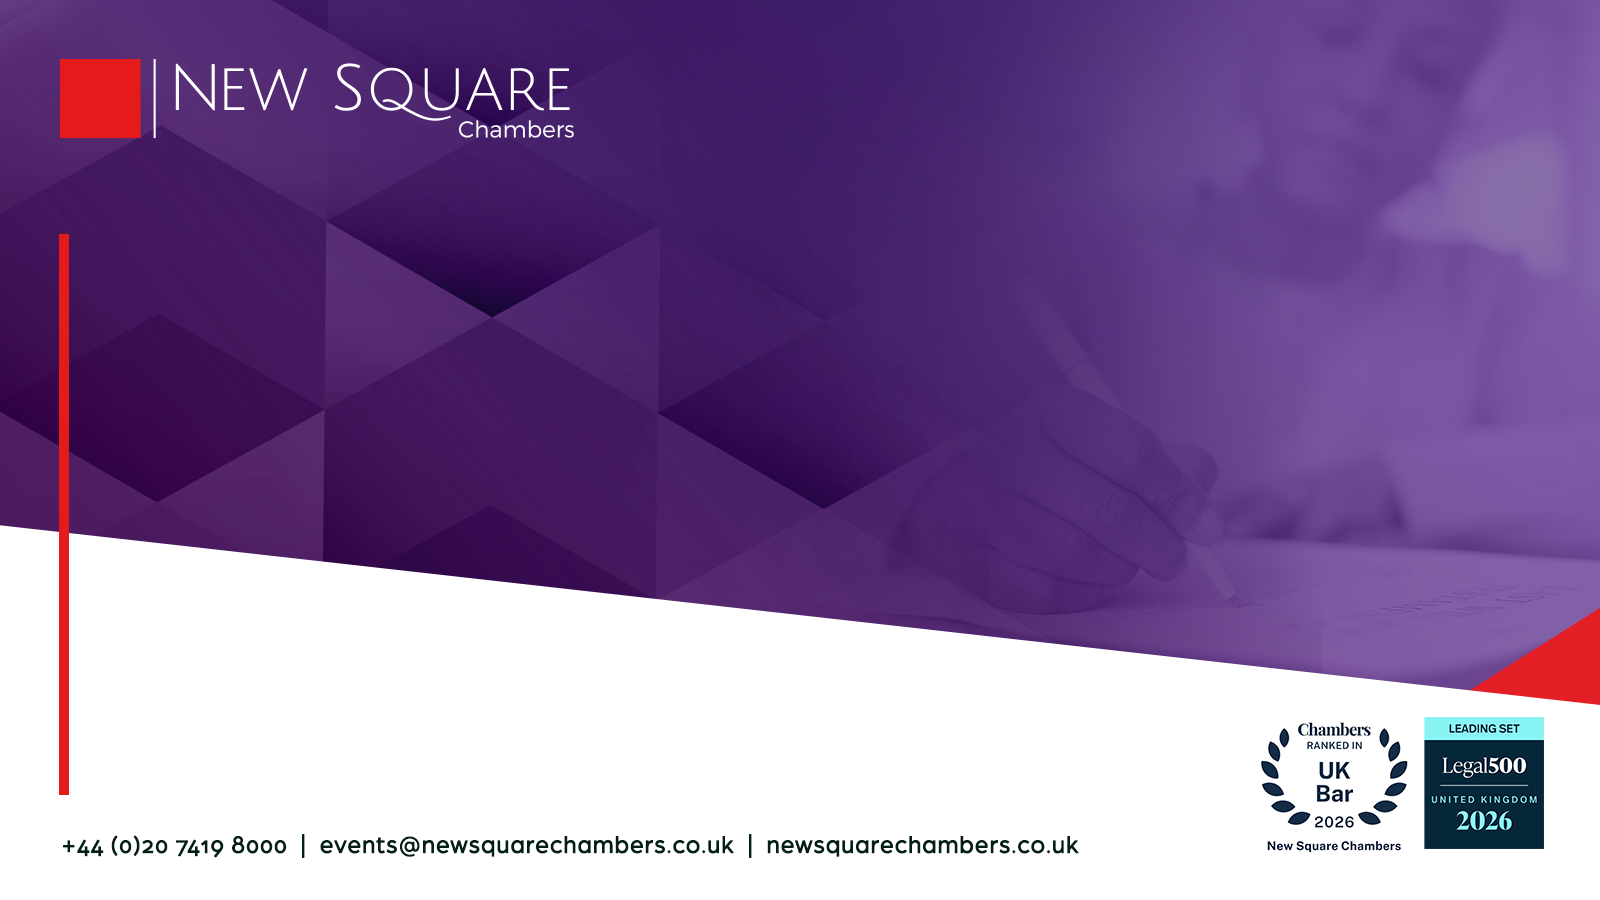 NEW SQUARE
Chambers
Chambers
RANKED IN
UK
Bar
2026
New Square Chambers
LEADING SET
Legal500
UNITED KINGDOM
2026
+44 (0)20 7419 8000 | events@newsquarechambers.co.uk | newsquarechambers.co.uk